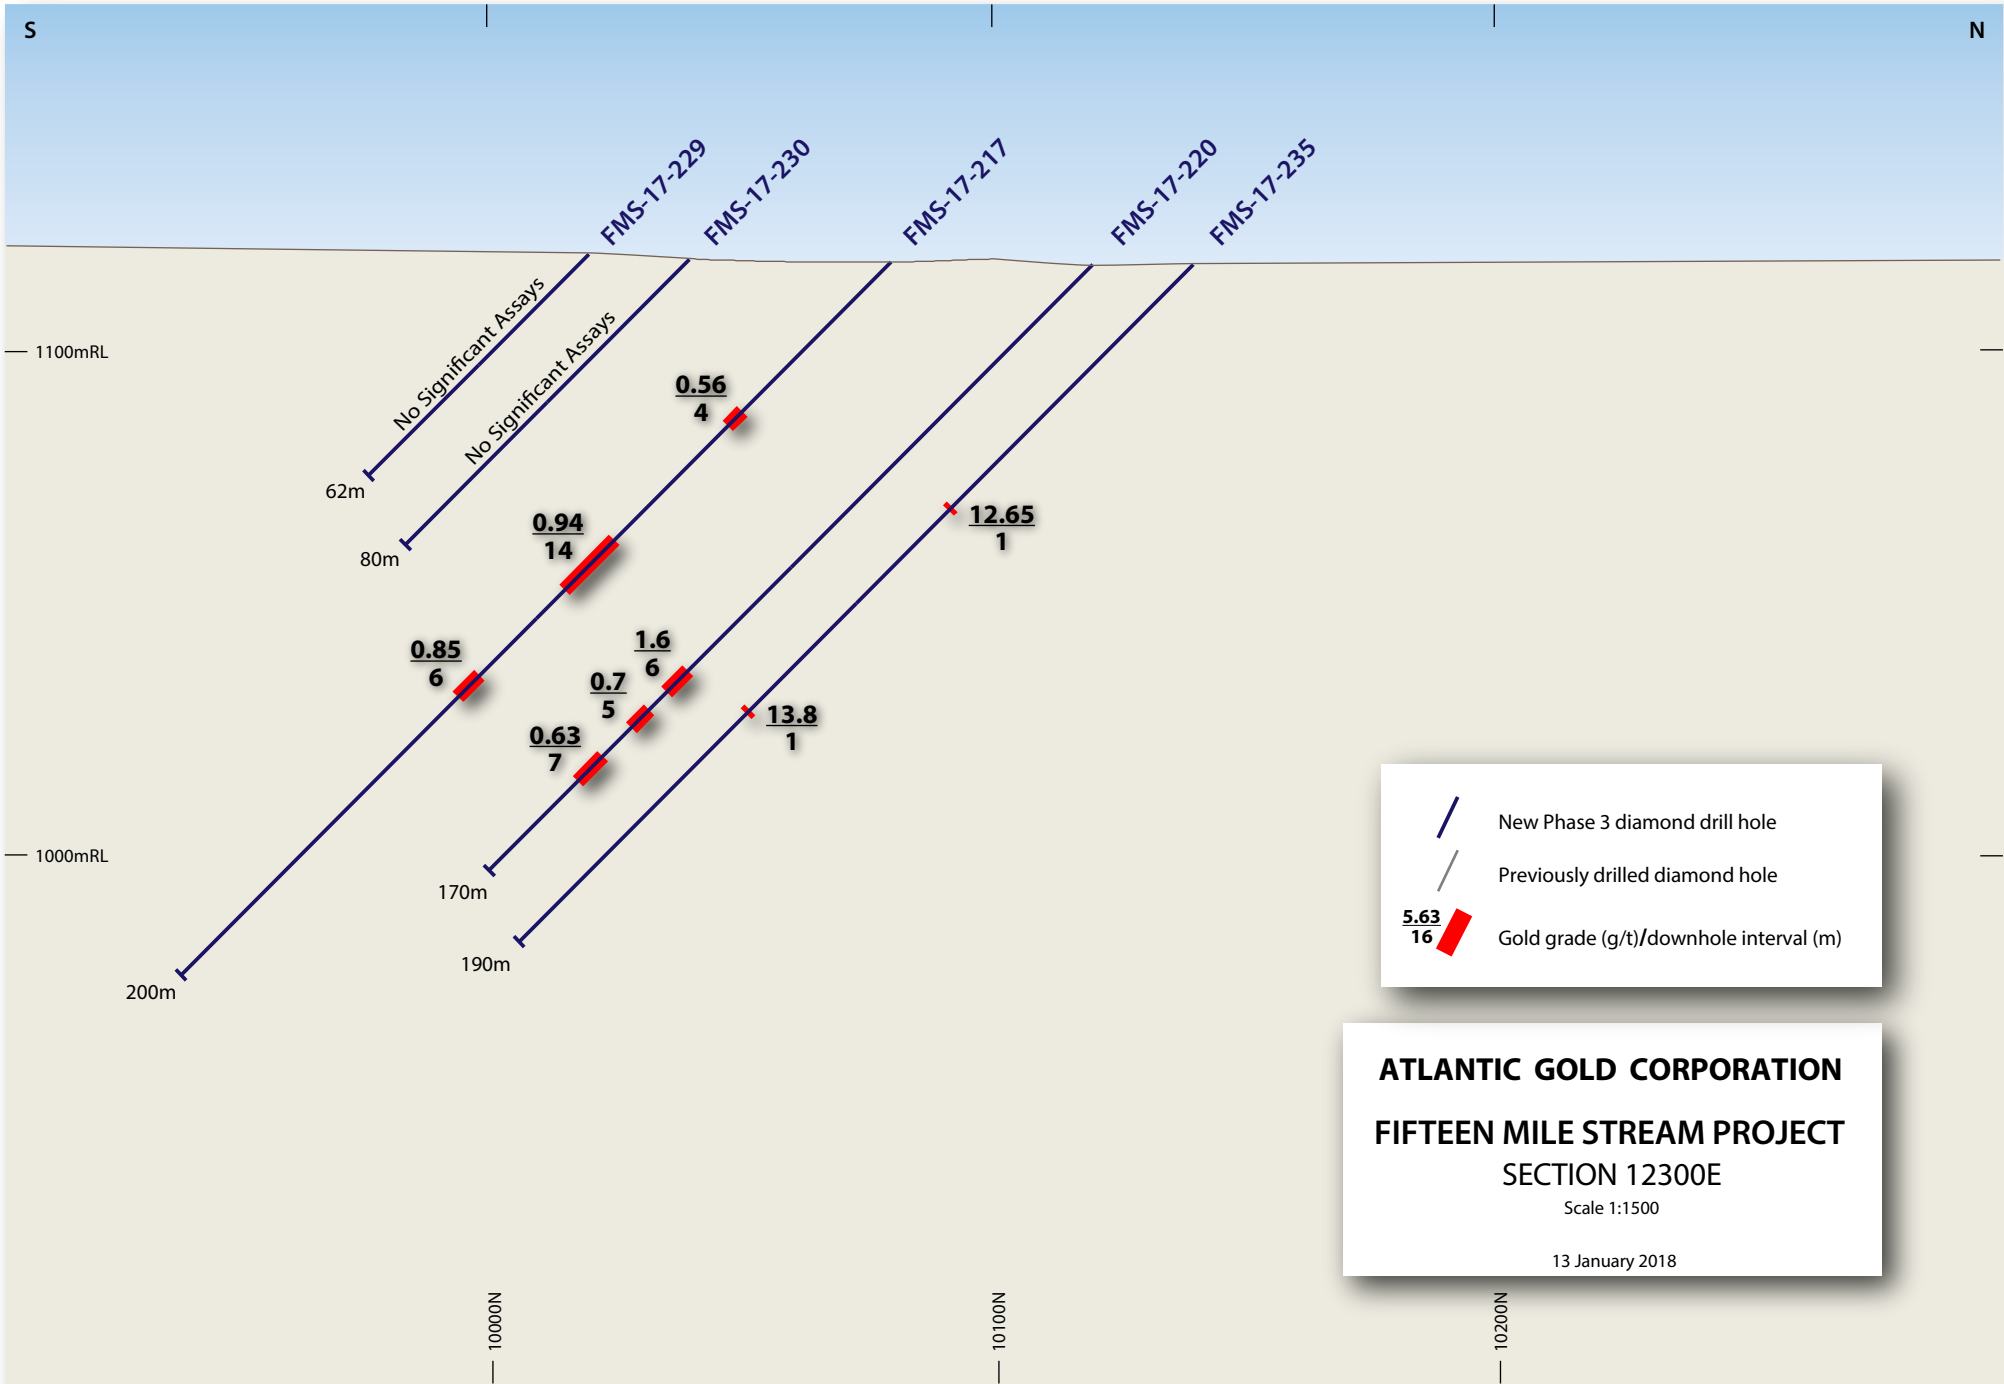 S
N
FMS-17-229
FMS-17-230
FMS-17-217
FMS-17-220
FMS-17-235
No Significant Assays
No Significant Assays
1100mRL
0.56
4
62m
12.65
1
0.94
14
80m
0.85
6
1.6
6
0.7
5
13.8
1
0.63
7
1000mRL
170m
190m
200m
New Phase 3 diamond drill hole
Previously drilled diamond hole
5.63
16
Gold grade (g/t)/downhole interval (m)
ATLANTIC GOLD CORPORATION
FIFTEEN MILE STREAM PROJECT
SECTION 12300E
Scale 1:1500
13 January 2018
10000N
10100N
10200N